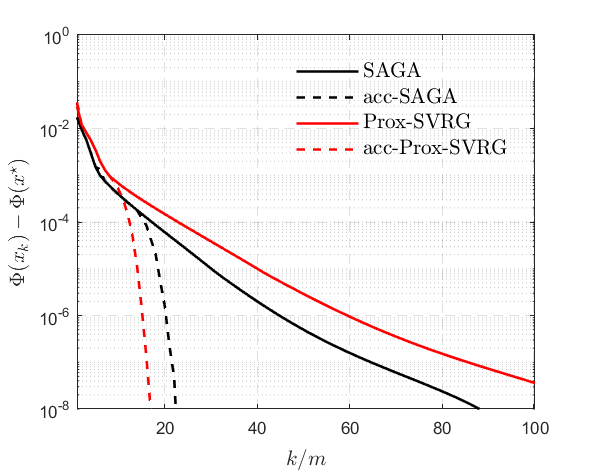 10^0
10^-2
10^-4
10^-6
10^-8
Φ(x_k) − Φ(x*)
SAGA
acc-SAGA
Prox-SVRG
acc-Prox-SVRG
20 40 60 80 100
k/m